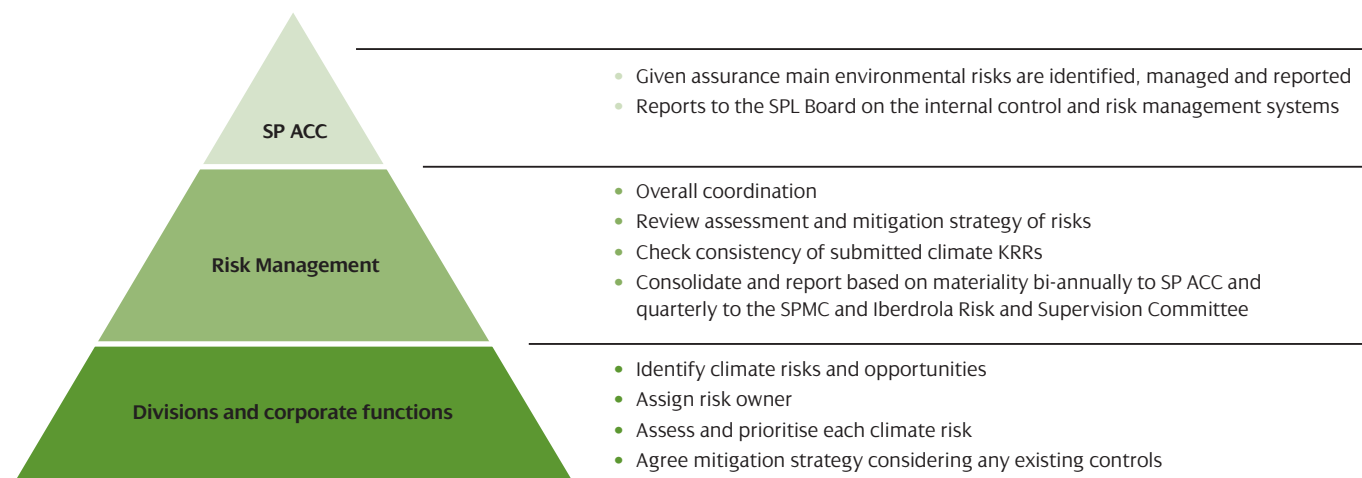 SP ACC
• Given assurance main environmental risks are identified, managed and reported
• Reports to the SPL Board on the internal control and risk management systems
Risk Management
• Overall coordination
• Review assessment and mitigation strategy of risks
• Check consistency of submitted climate KRRs
• Consolidate and report based on materiality bi-annually to SP ACC and
quarterly to the SPMC and Iberdrola Risk and Supervision Committee
Divisions and corporate functions
• Identify climate risks and opportunities
• Assign risk owner
• Assess and prioritise each climate risk
• Agree mitigation strategy considering any existing controls